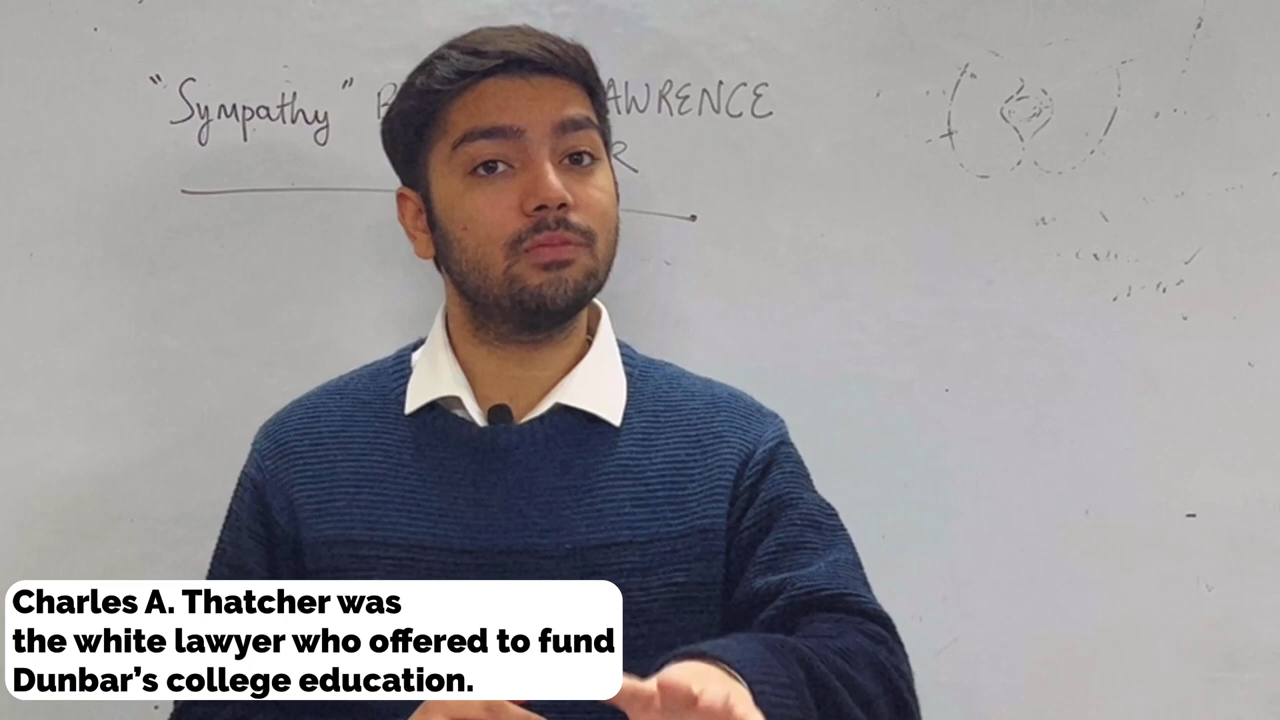 "Sympathy" AWRENCE
R
Charles A. Thatcher was
the white lawyer who offered to fund
Dunbar's college education.